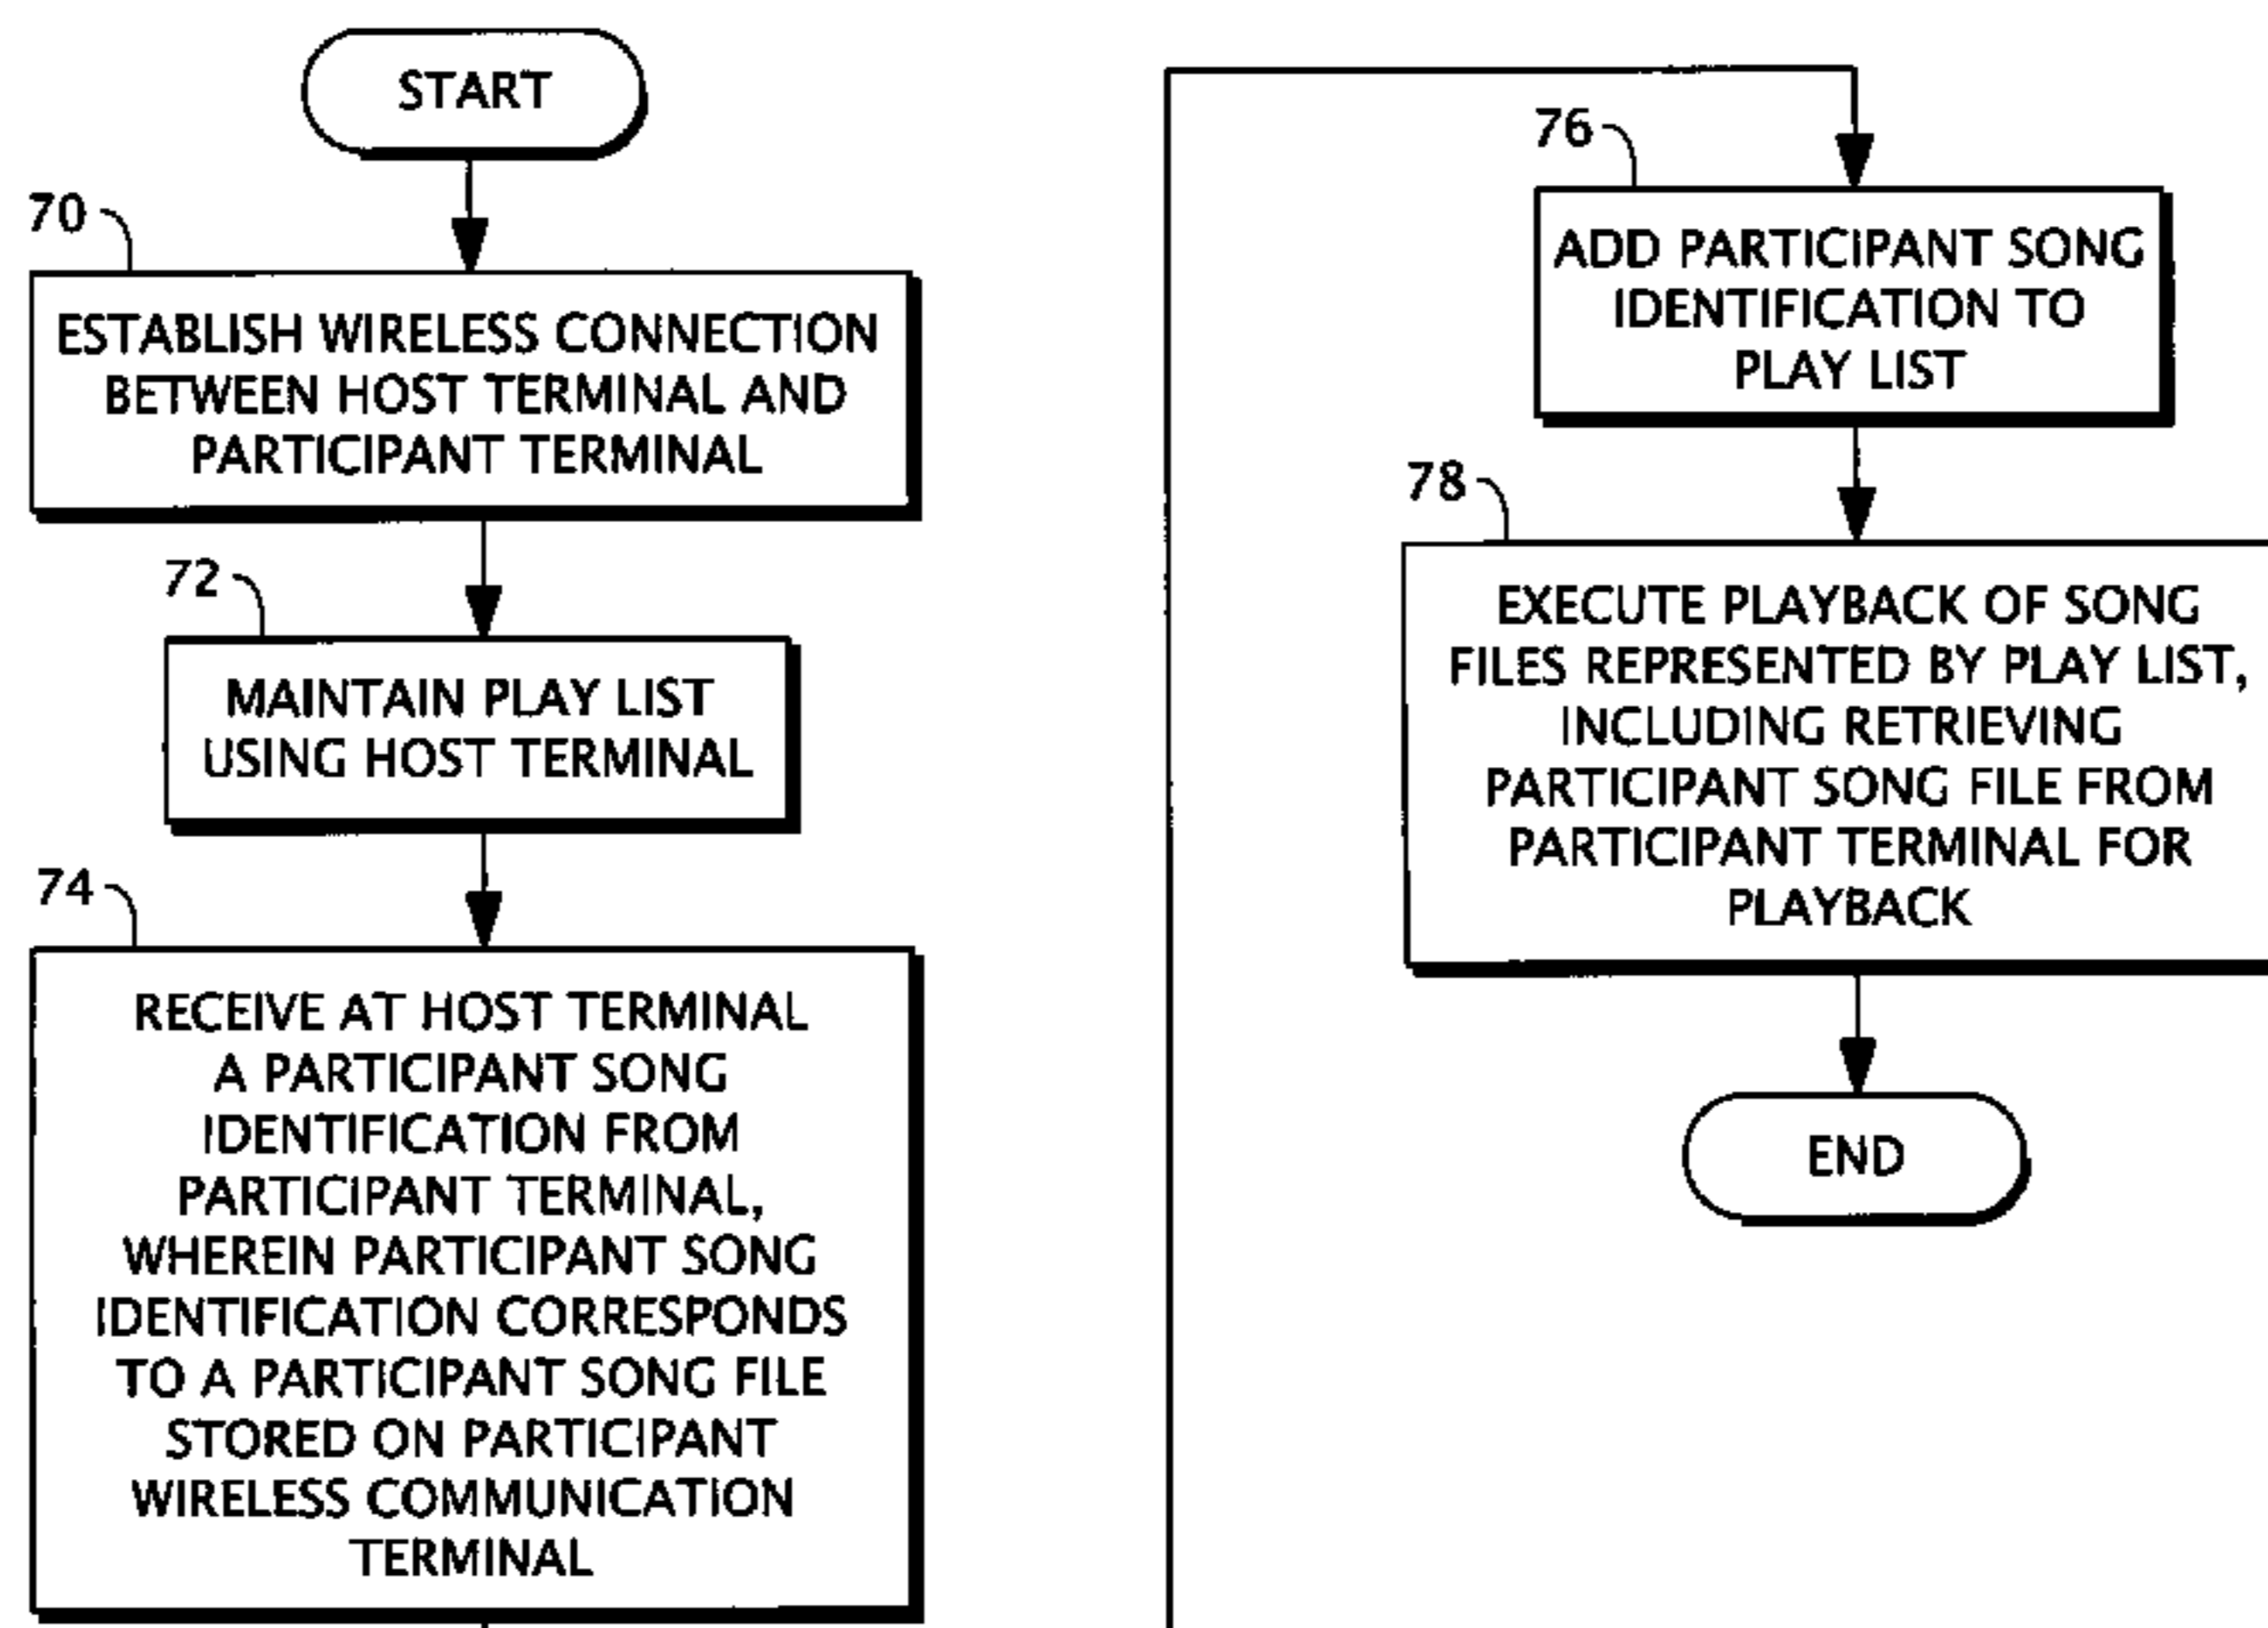 START
70
ESTABLISH WIRELESS CONNECTION
BETWEEN HOST TERMINAL AND
PARTICIPANT TERMINAL
72
MAINTAIN PLAY LIST
USING HOST TERMINAL
74
RECEIVE AT HOST TERMINAL
A PARTICIPANT SONG
IDENTIFICATION FROM
PARTICIPANT TERMINAL,
WHEREIN PARTICIPANT SONG
IDENTIFICATION CORRESPONDS
TO A PARTICIPANT SONG FILE
STORED ON PARTICIPANT
WIRELESS COMMUNICATION
TERMINAL
76
ADD PARTICIPANT SONG
IDENTIFICATION TO
PLAY LIST
78
EXECUTE PLAYBACK OF SONG
FILES REPRESENTED BY PLAY LIST,
INCLUDING RETRIEVING
PARTICIPANT SONG FILE FROM
PARTICIPANT TERMINAL FOR
PLAYBACK
END